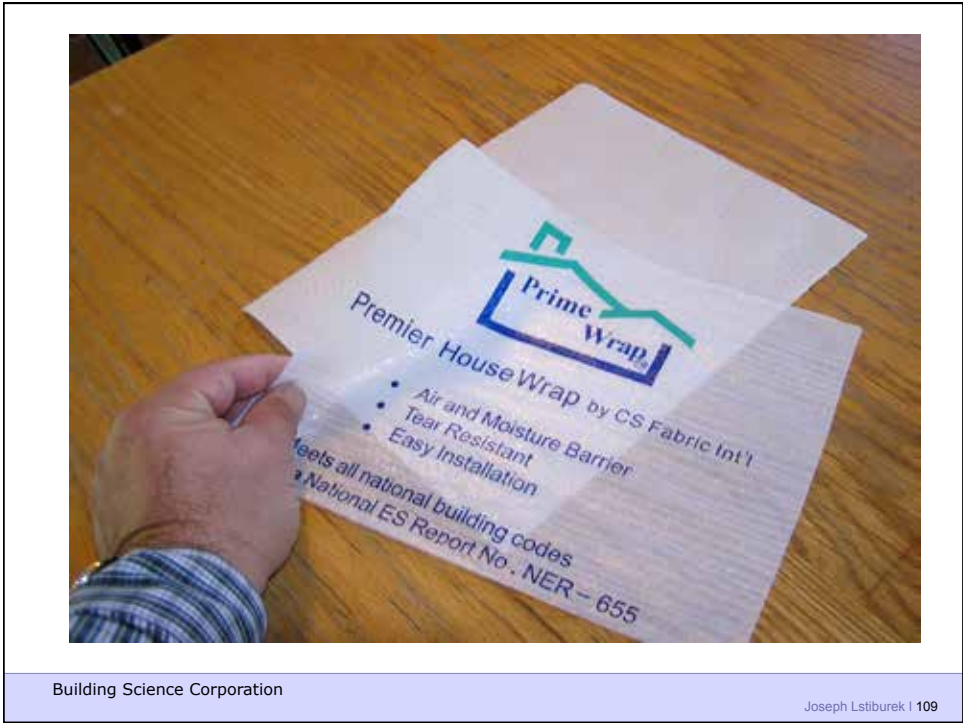 Prime
Wrap
Premier House Wrap by CS Fabric Int'l
• Air and Moisture Barrier
• Tear Resistant
• Easy Installation
eets all national building codes
National ES Report No. NER – 655
Building Science Corporation
Joseph Lstiburek | 109